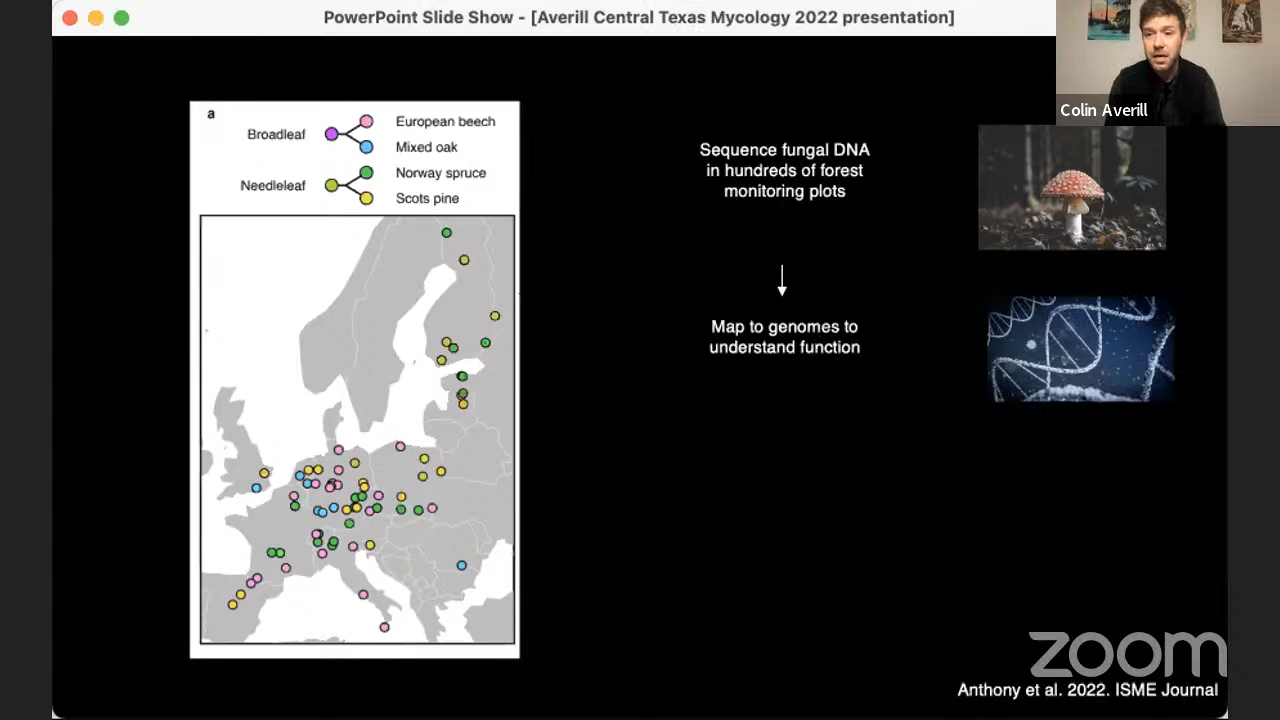 PowerPoint Slide Show - [Averill Central Texas Mycology 2022 presentation]
Colin Averill
a
Broadleaf
European beech
Mixed oak
Needleleaf
Norway spruce
Scots pine
Sequence fungal DNA
in hundreds of forest
monitoring plots
Map to genomes to
understand function
zoom
Anthony et al. 2022. ISME Journal